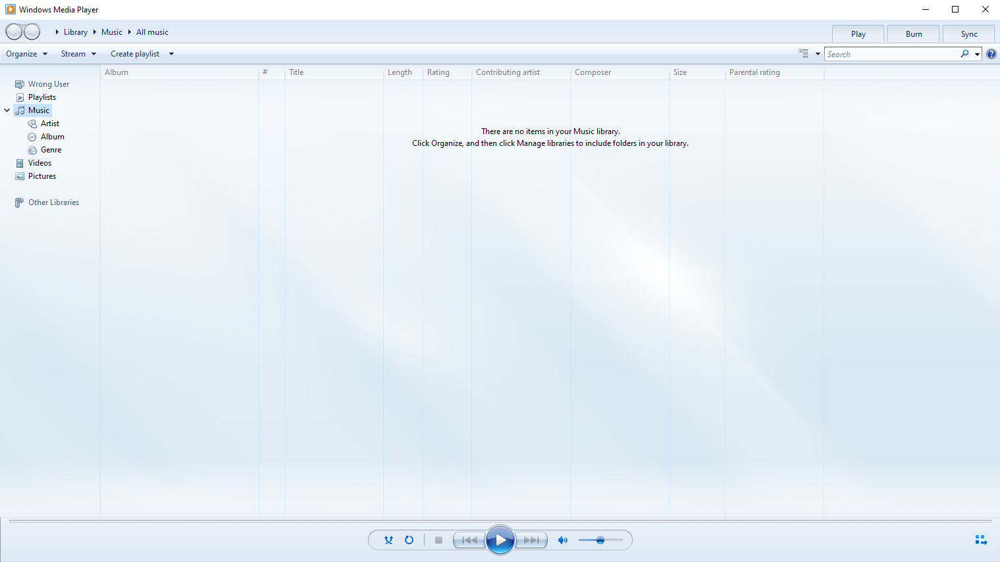 Windows Media Player
Library Music All music
Play Burn Sync
Organize Stream Create playlist
Search
Album # Title Length Rating Contributing artist Composer Size Parental rating
Wrong User
Playlists
Music
Artist
Album
Genre
Videos
Pictures
Other Libraries
There are no items in your Music library.
Click Organize, and then click Manage libraries to include folders in your library.